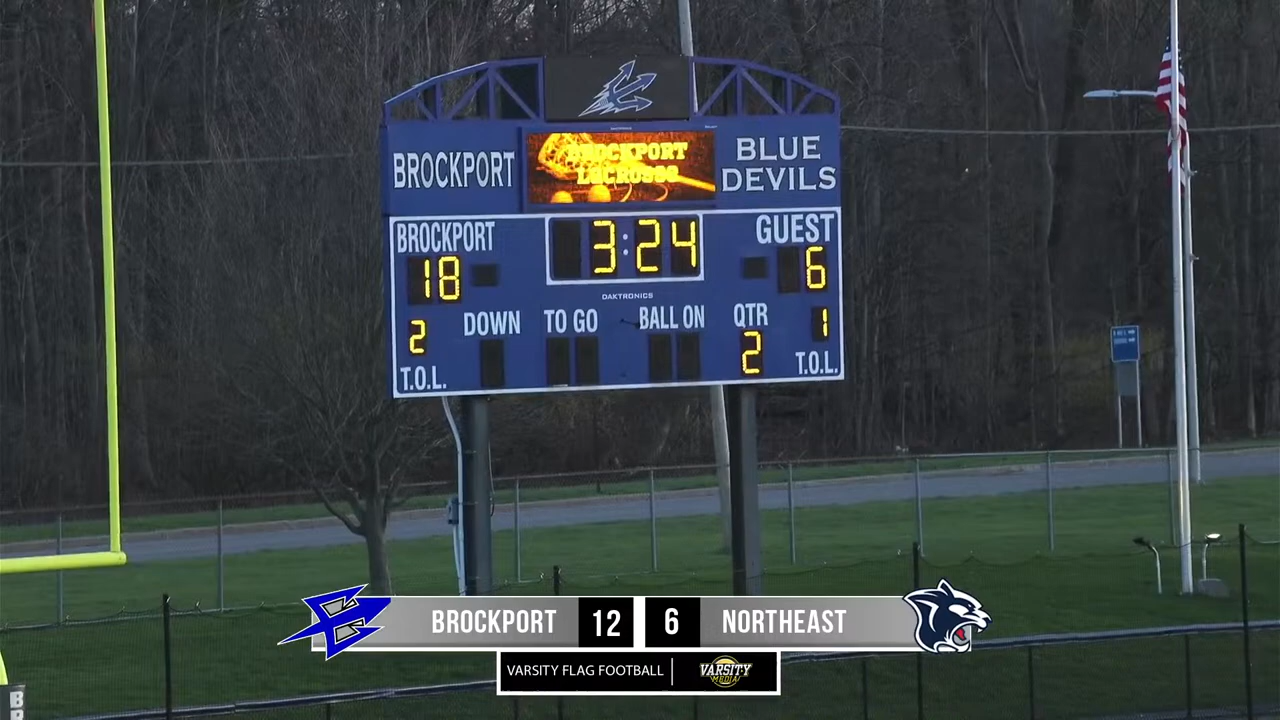 BROCKPORT
BROCKPORT
LACROSSE
BLUE
DEVILS
BROCKPORT
3:24
GUEST
18
6
DAKTRONICS
DOWN
TO GO
BALL ON
QTR
2
1
2
T.O.L.
T.O.L.
BROCKPORT
12
6
NORTHEAST
VARSITY FLAG FOOTBALL
VARSITY
MEDIA